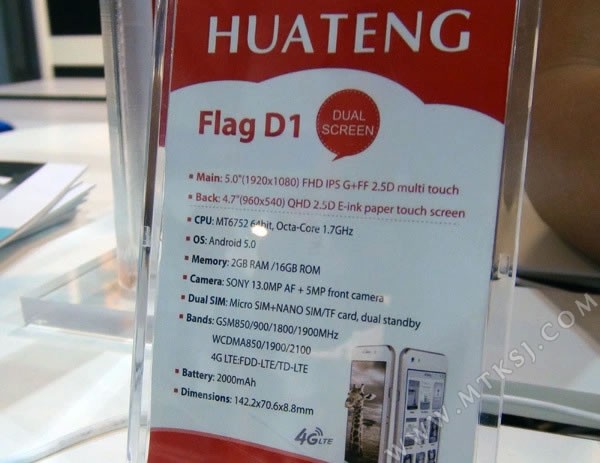 HUATENG
Flag D1
DUAL
SCREEN
▪ Main: 5.0"(1920x1080) FHD IPS G+FF 2.5D multi touch
▪ Back: 4.7"(960x540) QHD 2.5D E-ink paper touch screen
▪ CPU: MT6752 64bit, Octa-Core 1.7GHz
▪ OS: Android 5.0
▪ Memory: 2GB RAM /16GB ROM
▪ Camera: SONY 13.0MP AF + 5MP front camera
▪ Dual SIM: Micro SIM+NANO SIM/TF card, dual standby
▪ Bands: GSM850/900/1800/1900MHz
WCDMA850/1900/2100
4G LTE:FDD-LTE/TD-LTE
▪ Battery: 2000mAh
▪ Dimensions: 142.2x70.6x8.8mm
4G LTE
WWW.MTKSJ.COM